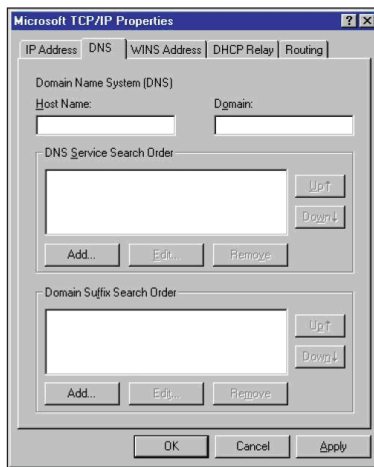 Microsoft TCP/IP Properties
? ×
IP Address DNS WINS Address DHCP Relay Routing
Domain Name System (DNS)
Host Name: Domain:
DNS Service Search Order
Up↑
Down↓
Add... Edit... Remove
Domain Suffix Search Order
Up↑
Down↓
Add... Edit... Remove
OK Cancel Apply